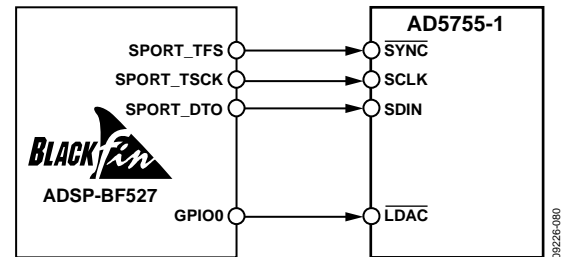 AD5755-1
SPORT_TFS SYNC
SPORT_TSCK SCLK
SPORT_DTO SDIN
BLACKfin
ADSP-BF527
GPIO0 LDAC
09226-080